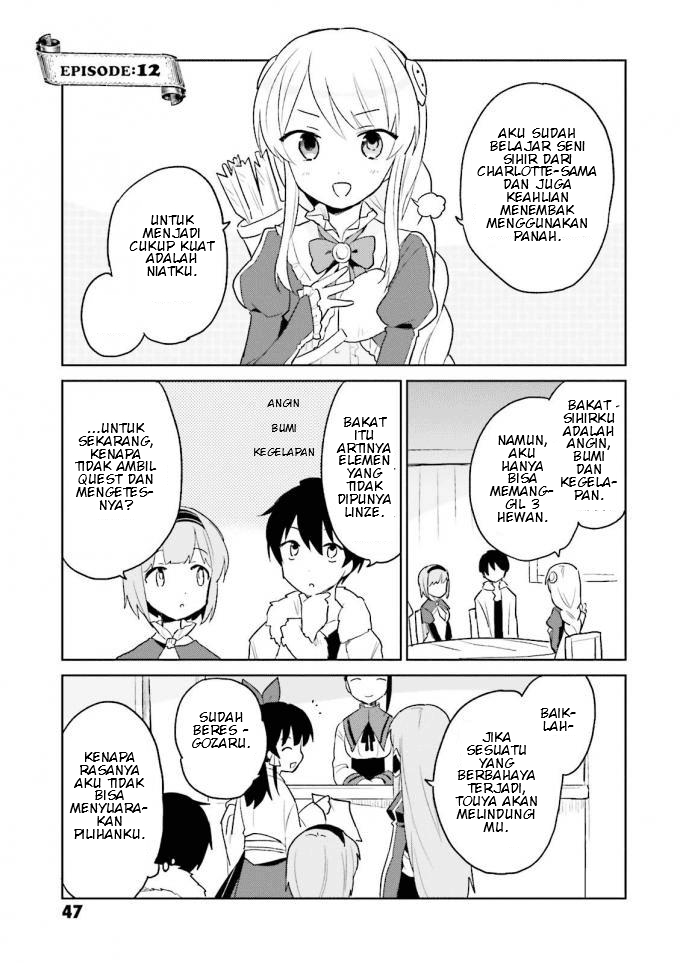 EPISODE:12
AKU SUDAH
BELAJAR SENI
SIHIR DARI
CHARLOTTE-SAMA
DAN JUGA
KEAHLIAN
MENEMBAK
MENGGUNAKAN
PANAH.
UNTUK
MENJADI
CUKUP KUAT
ADALAH
NIATKU.
BAKAT -
SIHIRKU
ADALAH
ANGIN,
BUMI
DAN
KEGELA-
PAN.
NAMUN,
AKU
HANYA
BISA
MEMANG-
GIL 3
HEWAN.
BAKAT
ITU
ARTINYA
ELEMEN
YANG
TIDAK
DIPUNYA
LINZE.
ANGIN
BUMI
KEGELAPAN
...UNTUK
SEKARANG,
KENAPA
TIDAK AMBIL
QUEST DAN
MENGETES-
NYA?
BAIK-
LAH-
JIKA
SESUATU
YANG
BERBAHAYA
TERJADI,
TOUYA AKAN
MELINDUNGI
MU.
SUDAH
BERES -
GOZARU.
KENAPA
RASANYA
AKU TIDAK
BISA
MENYUARA-
KAN
PILIHANKU.
47